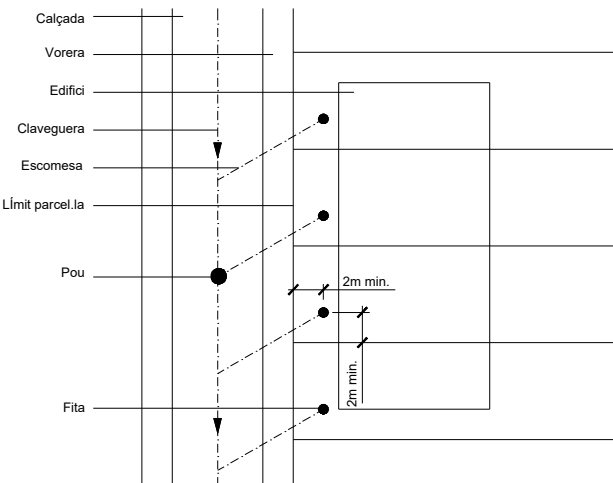 Calçada
Vorera
Edifici
Claveguera
Escomesa
LÍmit parcel.la
Pou
2m min.
2m min.
Fita